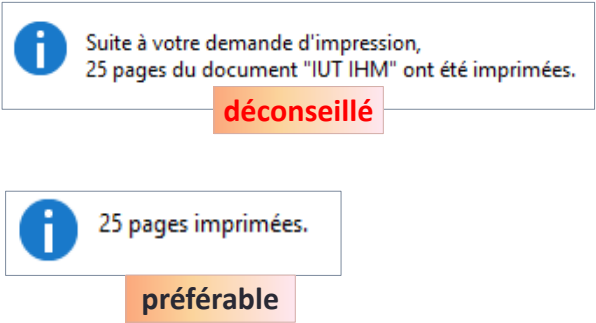 Suite à votre demande d'impression,
25 pages du document "IUT IHM" ont été imprimées.
déconseillé
25 pages imprimées.
préférable